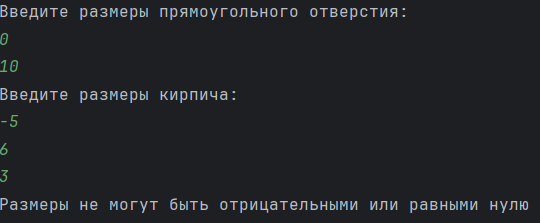 Введите размеры прямоугольного отверстия:
0
10
Введите размеры кирпича:
-5
6
3
Размеры не могут быть отрицательными или равными нулю